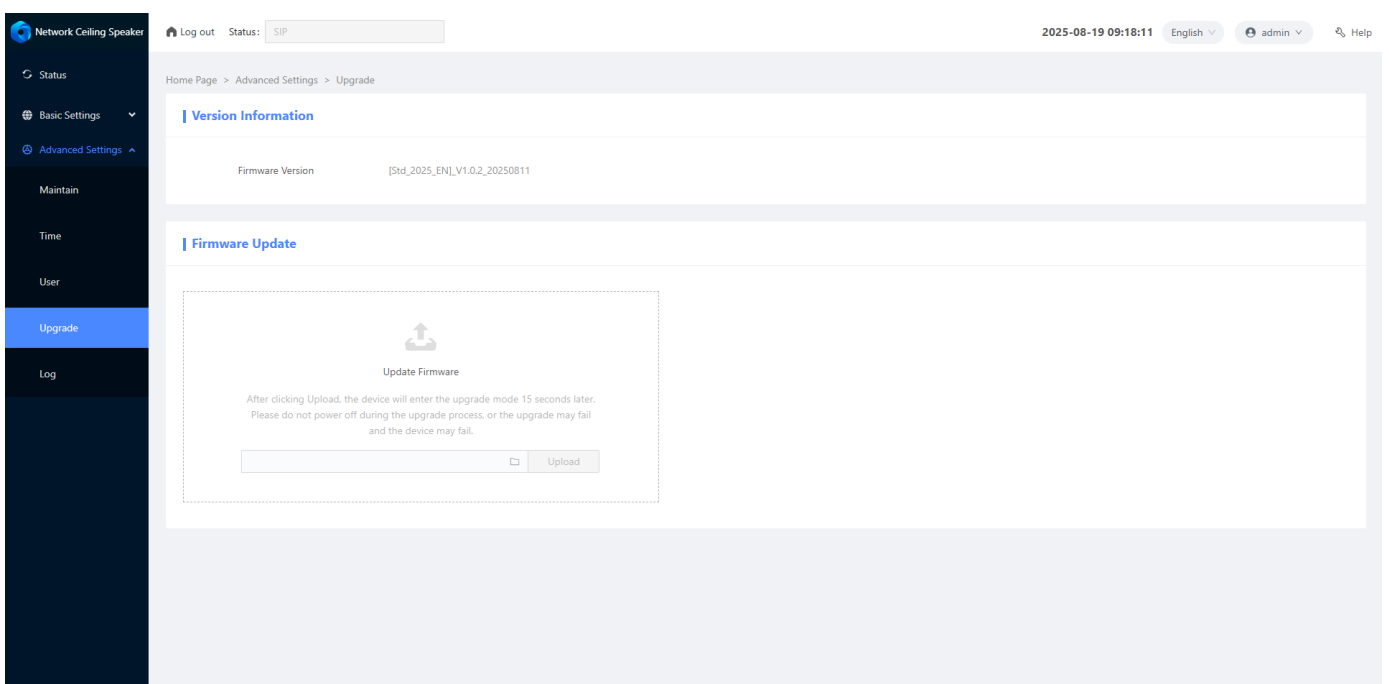 Network Ceiling Speaker
Log out Status: SIP
2025-08-19 09:18:11 English admin Help
Status
Basic Settings
Advanced Settings
Maintain
Time
User
Upgrade
Log
Home Page > Advanced Settings > Upgrade
Version Information
Firmware Version [Std_2025_EN]_V1.0.2_20250811
Firmware Update
Update Firmware
After clicking Upload, the device will enter the upgrade mode 15 seconds later.
Please do not power off during the upgrade process, or the upgrade may fail
and the device may fail.
Upload